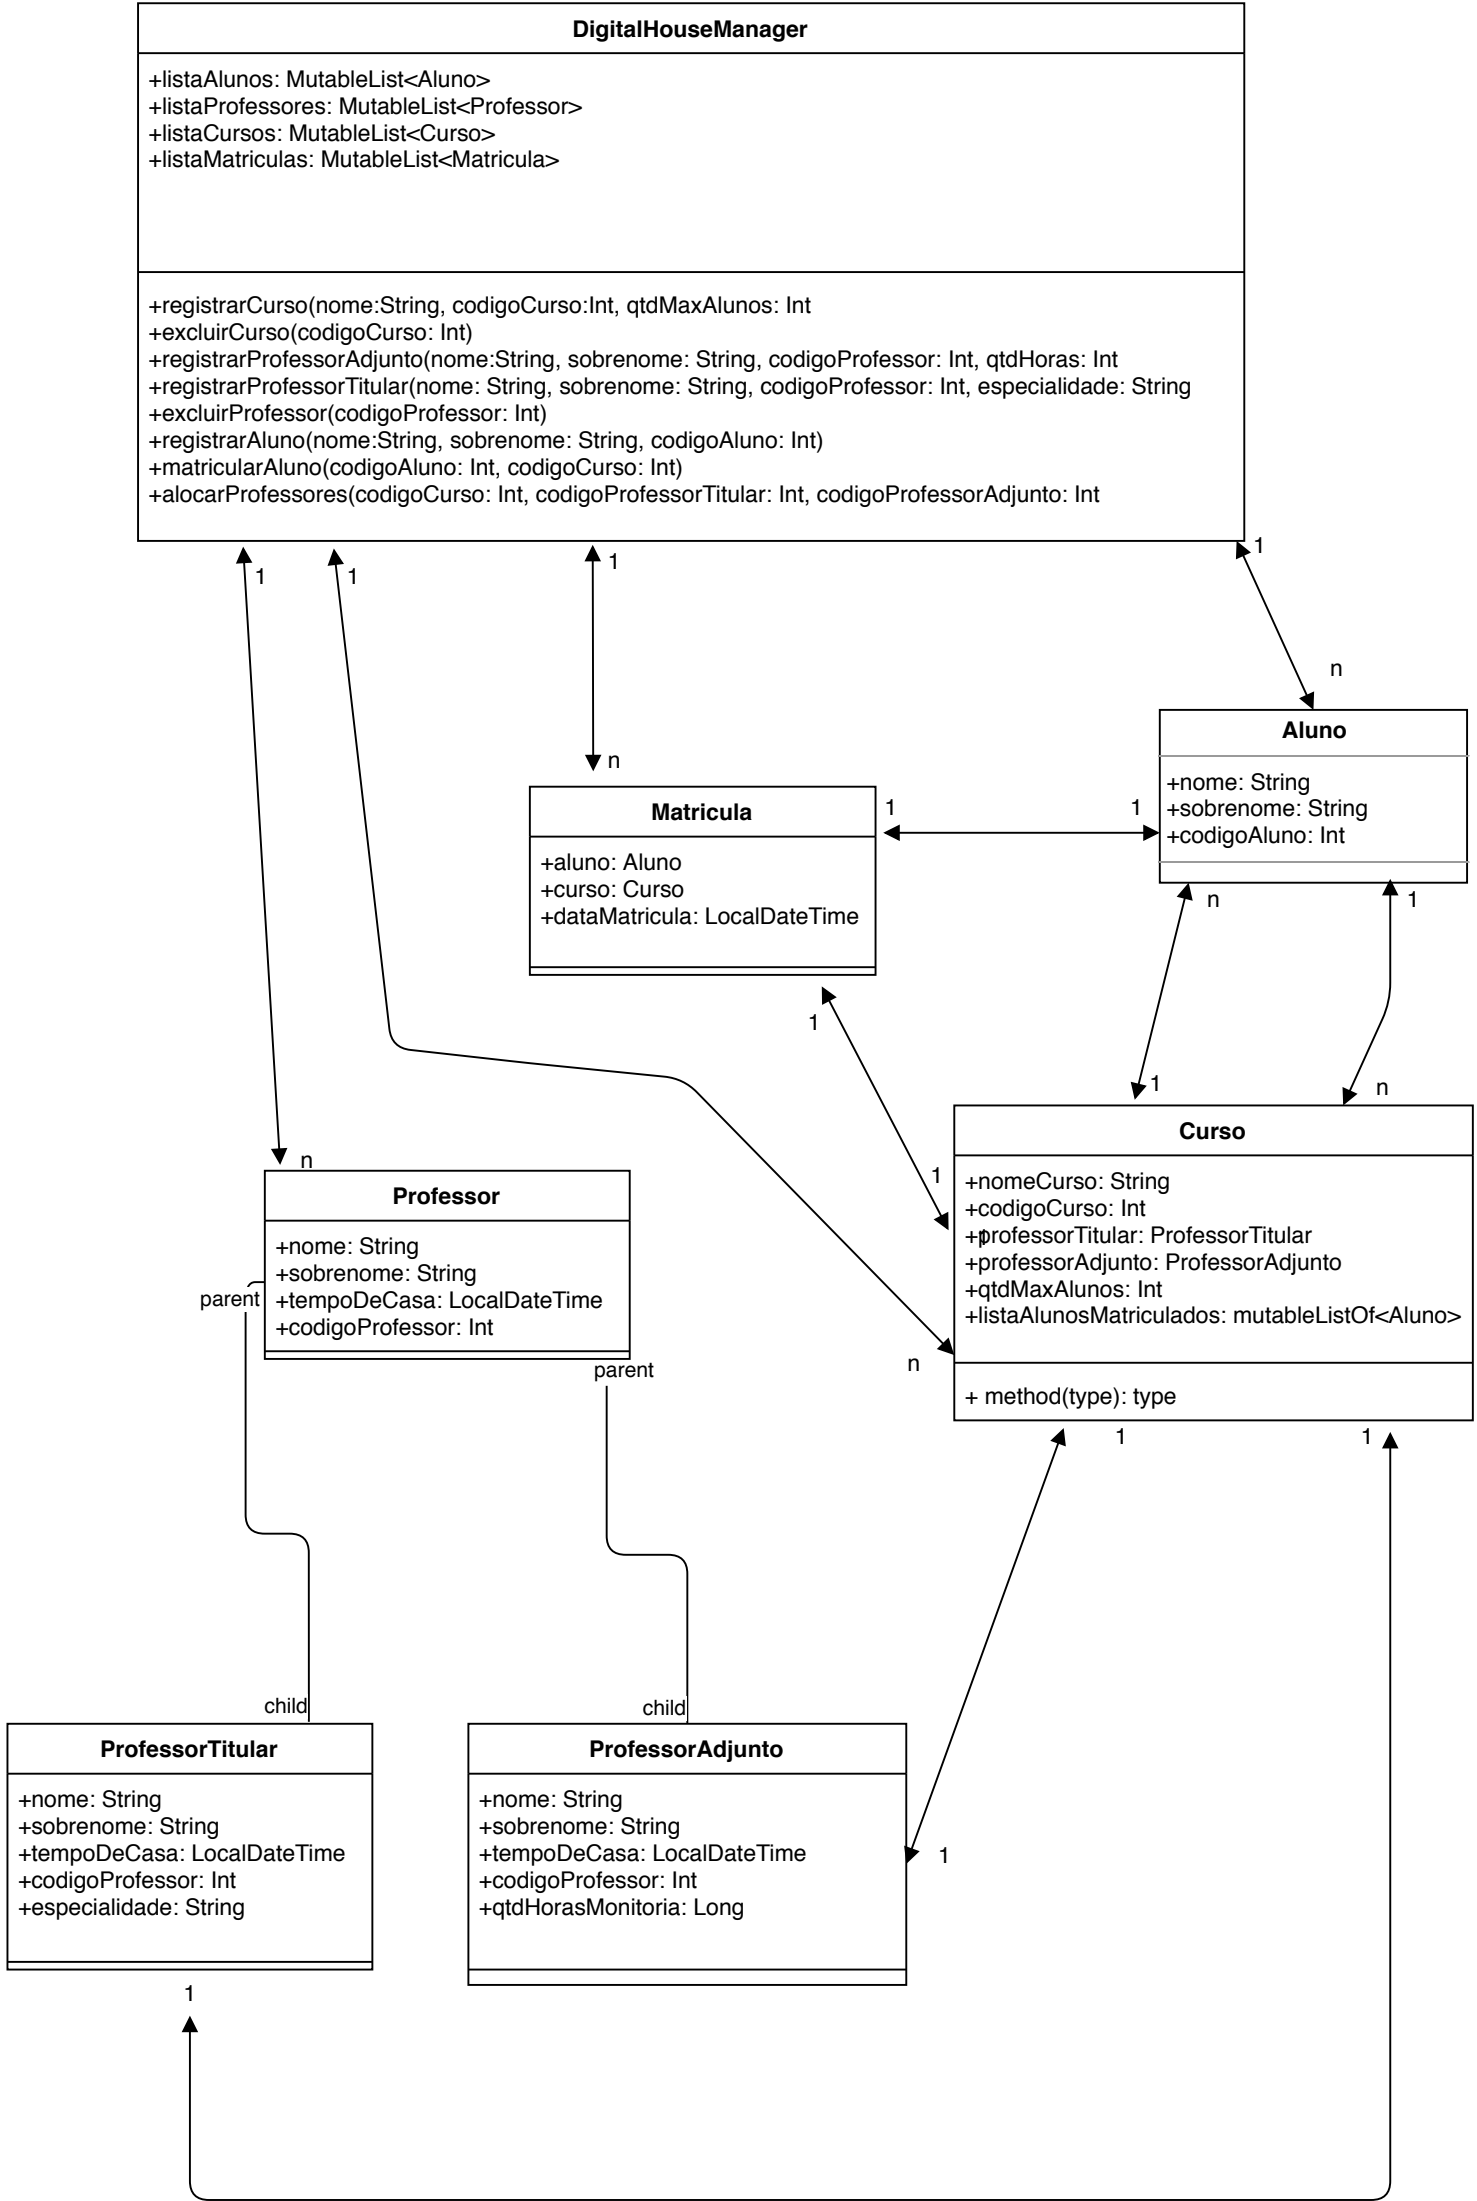 DigitalHouseManager
+listaAlunos: MutableList<Aluno>
+listaProfessores: MutableList<Professor>
+listaCursos: MutableList<Curso>
+listaMatriculas: MutableList<Matricula>
+registrarCurso(nome:String, codigoCurso:Int, qtdMaxAlunos: Int
+excluirCurso(codigoCurso: Int)
+registrarProfessorAdjunto(nome:String, sobrenome: String, codigoProfessor: Int, qtdHoras: Int
+registrarProfessorTitular(nome: String, sobrenome: String, codigoProfessor: Int, especialidade: String
+excluirProfessor(codigoProfessor: Int)
+registrarAluno(nome:String, sobrenome: String, codigoAluno: Int)
+matricularAluno(codigoAluno: Int, codigoCurso: Int)
+alocarProfessores(codigoCurso: Int, codigoProfessorTitular: Int, codigoProfessorAdjunto: Int
1
1
1
1
n
n
Aluno
+nome: String
+sobrenome: String
+codigoAluno: Int
Matricula
+aluno: Aluno
+curso: Curso
+dataMatricula: LocalDateTime
1
1
n
1
1
1
n
1
n
n
Curso
+nomeCurso: String
+codigoCurso: Int
+professorTitular: ProfessorTitular
+professorAdjunto: ProfessorAdjunto
+qtdMaxAlunos: Int
+listaAlunosMatriculados: mutableListOf<Aluno>
+ method(type): type
Professor
+nome: String
+sobrenome: String
+tempoDeCasa: LocalDateTime
+codigoProfessor: Int
parent
parent
1
1
child
child
ProfessorTitular
+nome: String
+sobrenome: String
+tempoDeCasa: LocalDateTime
+codigoProfessor: Int
+especialidade: String
ProfessorAdjunto
+nome: String
+sobrenome: String
+tempoDeCasa: LocalDateTime
+codigoProfessor: Int
+qtdHorasMonitoria: Long
1
1